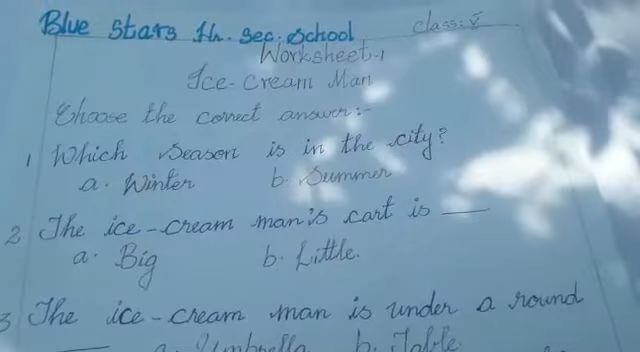 Blue Stars Hr. Sec. School Class: V
Worksheet-1
Ice-Cream Man
Choose the correct answer:-
1 Which season is in the city?
a. Winter b. Summer
2 The ice-cream man's cart is ___
a. Big b. Little.
3 The ice-cream man is under a round
___ a. Umbrella b. Table